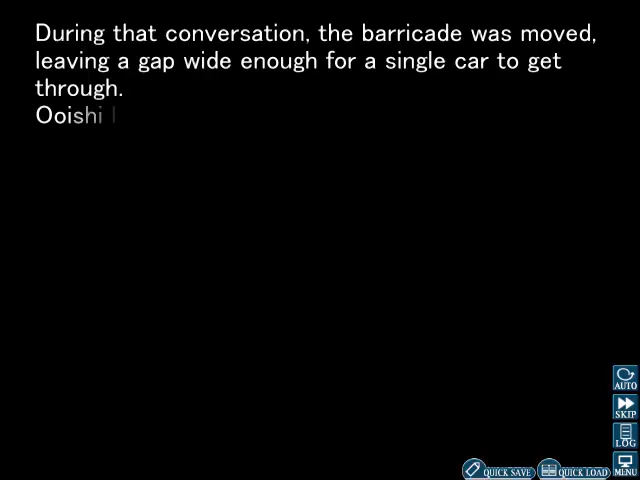 During that conversation, the barricade was moved,
leaving a gap wide enough for a single car to get
through.
Ooishi
AUTO
SKIP
LOG
MENU
QUICK SAVE
QUICK LOAD